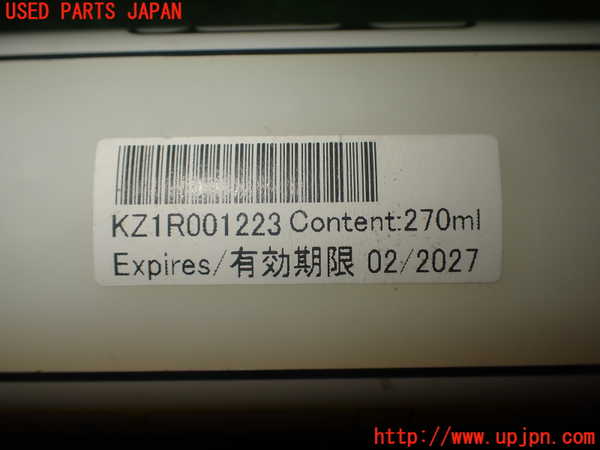 USED PARTS JAPAN
KZ1R001223 Content:270ml
Expires/有効期限 02/2027
http://www.upjpn.com/